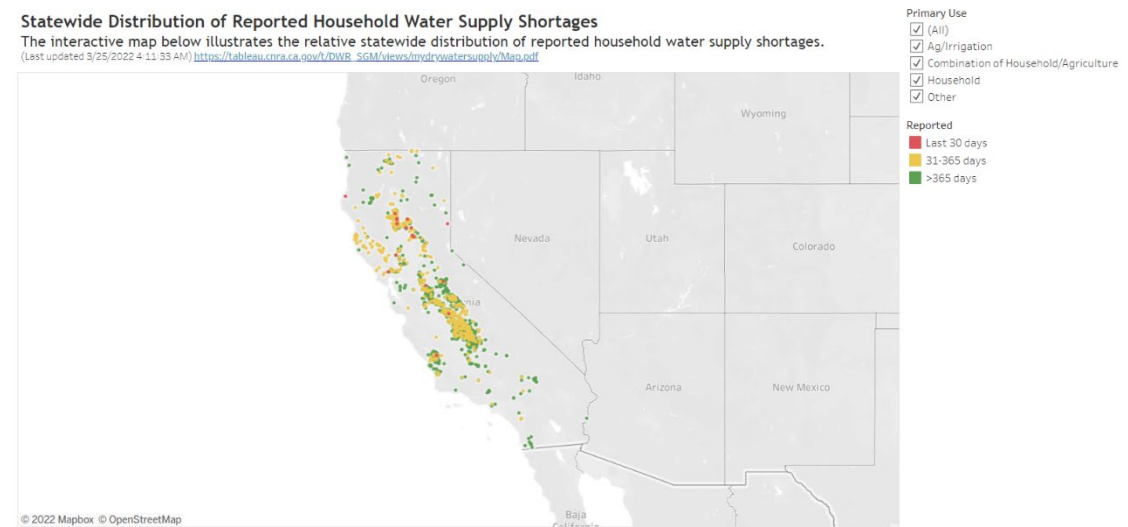 Statewide Distribution of Reported Household Water Supply Shortages
The interactive map below illustrates the relative statewide distribution of reported household water supply shortages.
(Last updated 3/25/2022 4:11:33 AM) https://tableau.cnra.ca.gov/t/DWR_SGM/views/mydrywatersupply/Map.pdf
Primary Use
(All)
Ag/Irrigation
Combination of Household/Agriculture
Household
Other
Reported
Last 30 days
31-365 days
>365 days
Oregon
Idaho
Wyoming
Nevada
Utah
Colorado
nia
Arizona
New Mexico
Baja
California
© 2022 Mapbox © OpenStreetMap